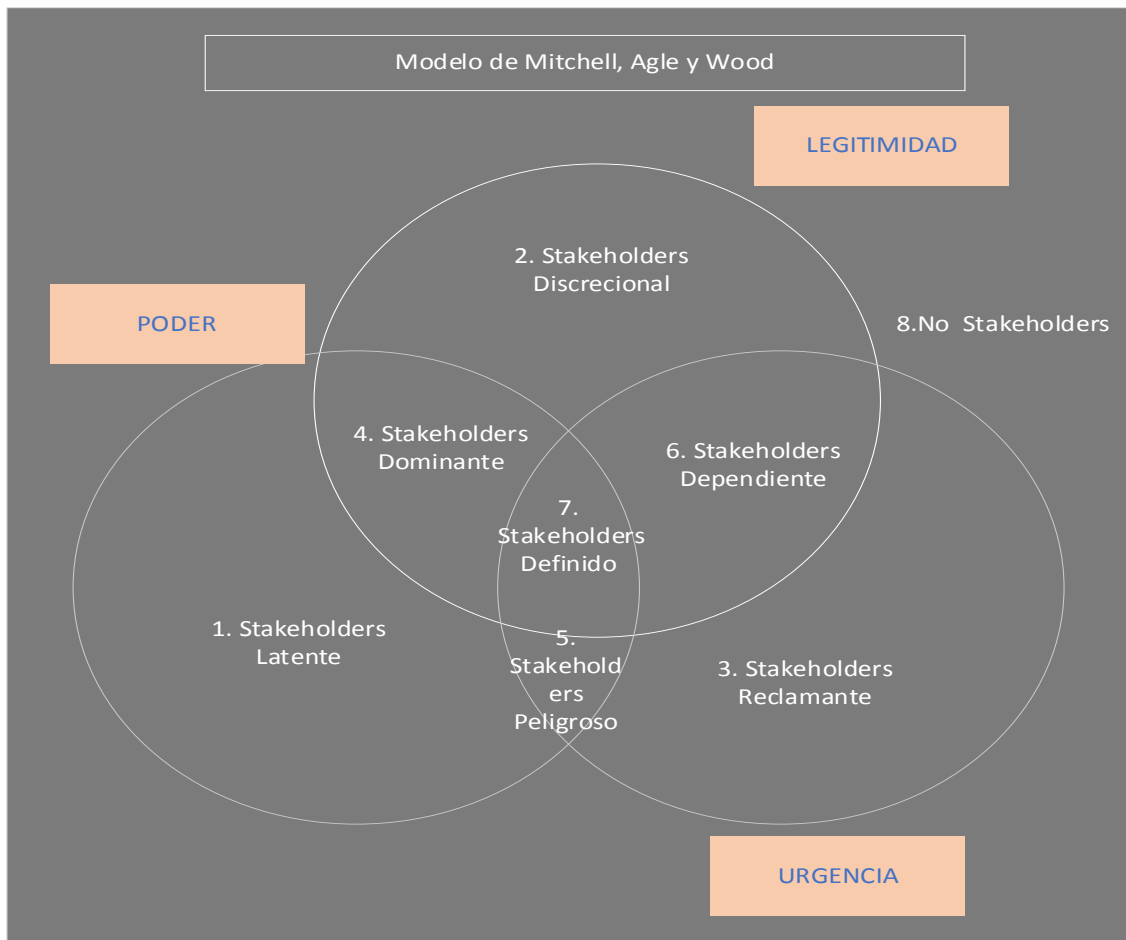 Modelo de Mitchell, Agle y Wood
LEGITIMIDAD
2. Stakeholders
Discrecional
PODER
8.No Stakeholders
4. Stakeholders
Dominante
6. Stakeholders
Dependiente
7.
Stakeholders
Definido
1. Stakeholders
Latente
5.
Stakehold
ers
Peligroso
3. Stakeholders
Reclamante
URGENCIA